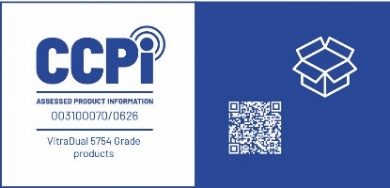 CCPi
ASSESSED PRODUCT INFORMATION
003100070/0626
VitraDual 5754 Grade
products